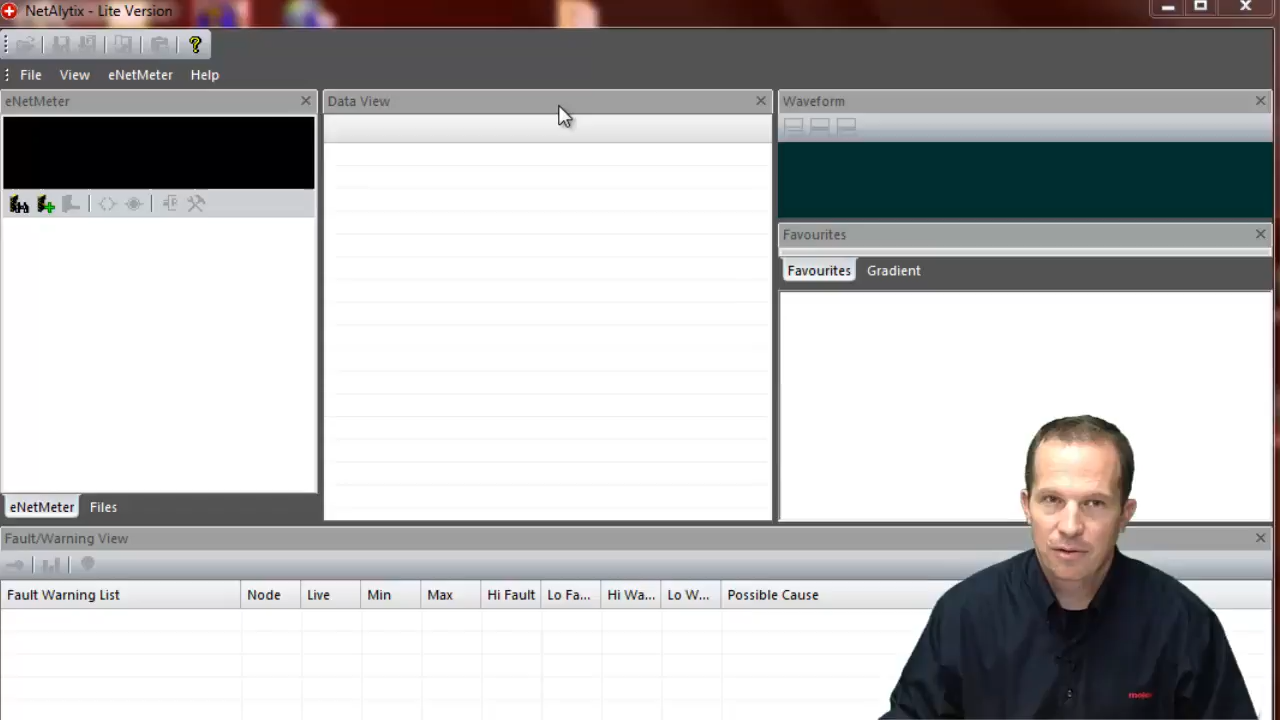 NetAlytix - Lite Version
File View eNetMeter Help
eNetMeter
Data View
Waveform
Favourites
Favourites Gradient
eNetMeter Files
Fault/Warning View
Fault Warning List Node Live Min Max Hi Fault Lo Fa... Hi Wa... Lo W... Possible Cause